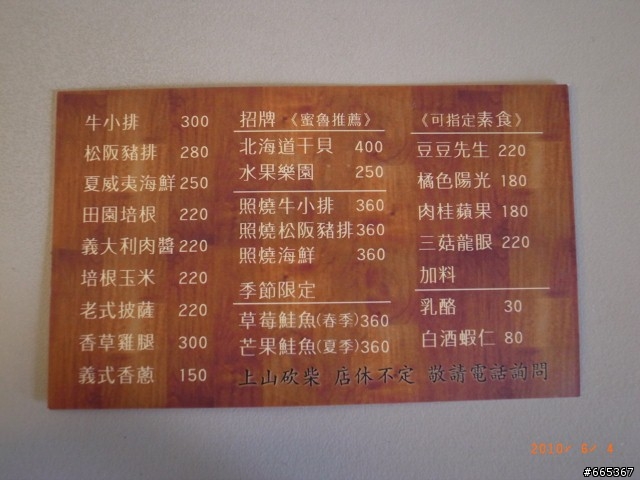 牛小排 300
松阪豬排 280
夏威夷海鮮 250
田園培根 220
義大利肉醬 220
培根玉米 220
老式披薩 220
香草雞腿 300
義式香蔥 150
招牌 《蜜魯推薦》
北海道干貝 400
水果樂園 250
照燒牛小排 360
照燒松阪豬排 360
照燒海鮮 360
季節限定
草莓鮭魚(春季) 360
芒果鮭魚(夏季) 360
《可指定素食》
豆豆先生 220
橘色陽光 180
肉桂蘋果 180
三菇龍眼 220
加料
乳酪 30
白酒蝦仁 80
上山砍柴 店休不定 敬請電話詢問
2010/ 5/ 4
#665367